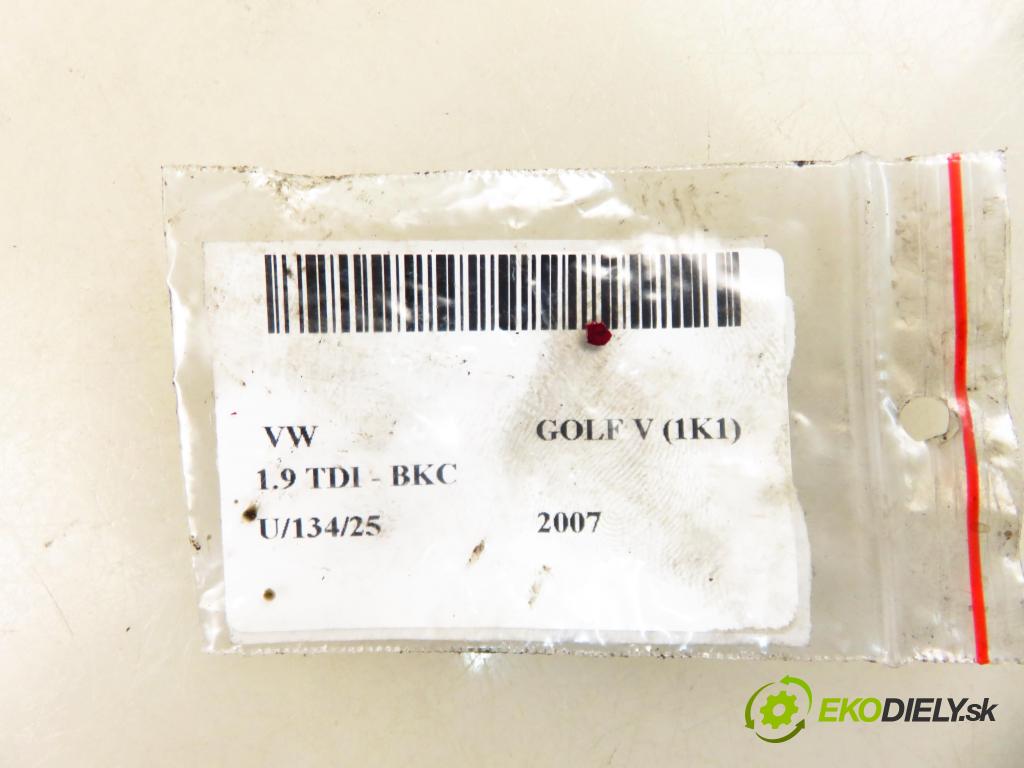 VW GOLF V (1K1)
1.9 TDI - BKC
U/134/25 2007
EKODIELY.sk